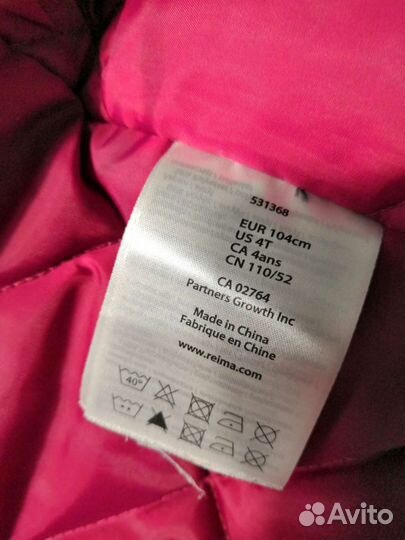 531368
EUR 104cm
US 4T
CA 4ans
CN 110/52
CA 02764
Partners Growth Inc
Made in China
Fabrique en Chine
www.reima.com
40°
Avito